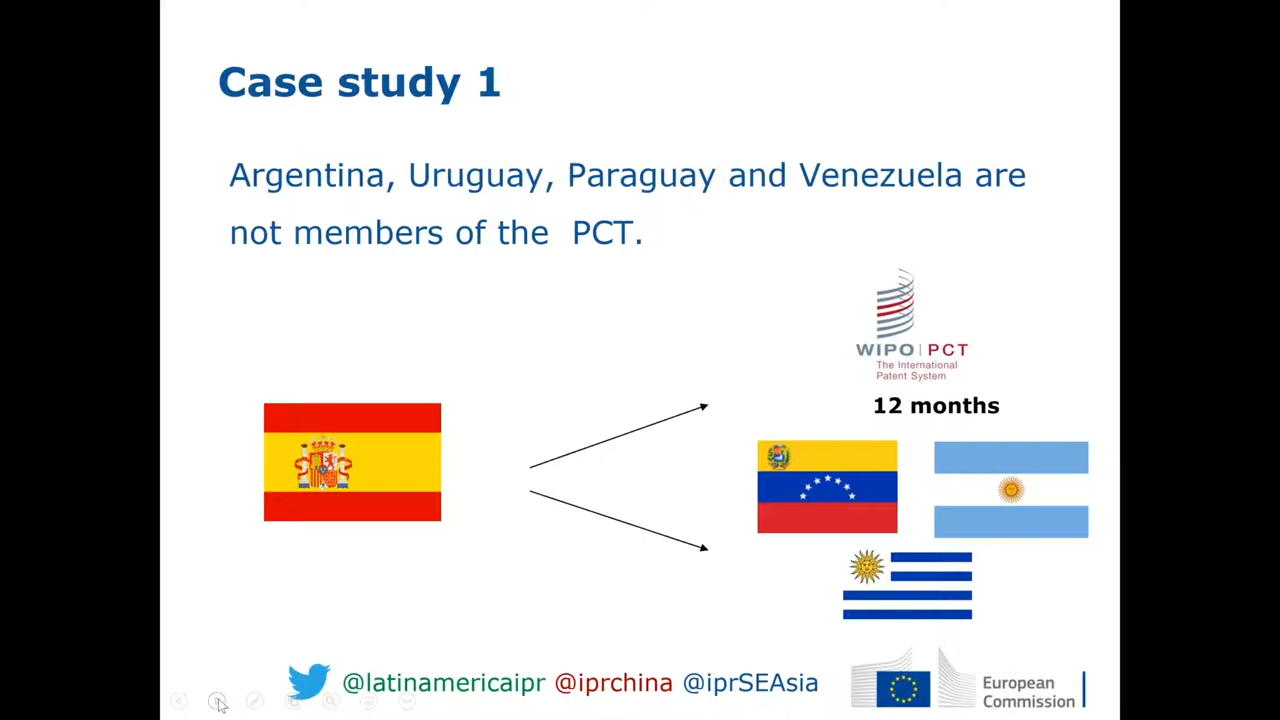 Case study 1
Argentina, Uruguay, Paraguay and Venezuela are
not members of the PCT.
WIPO | PCT
The International
Patent System
12 months
@latinamericaipr @iprchina @iprSEAsia
European
Commission